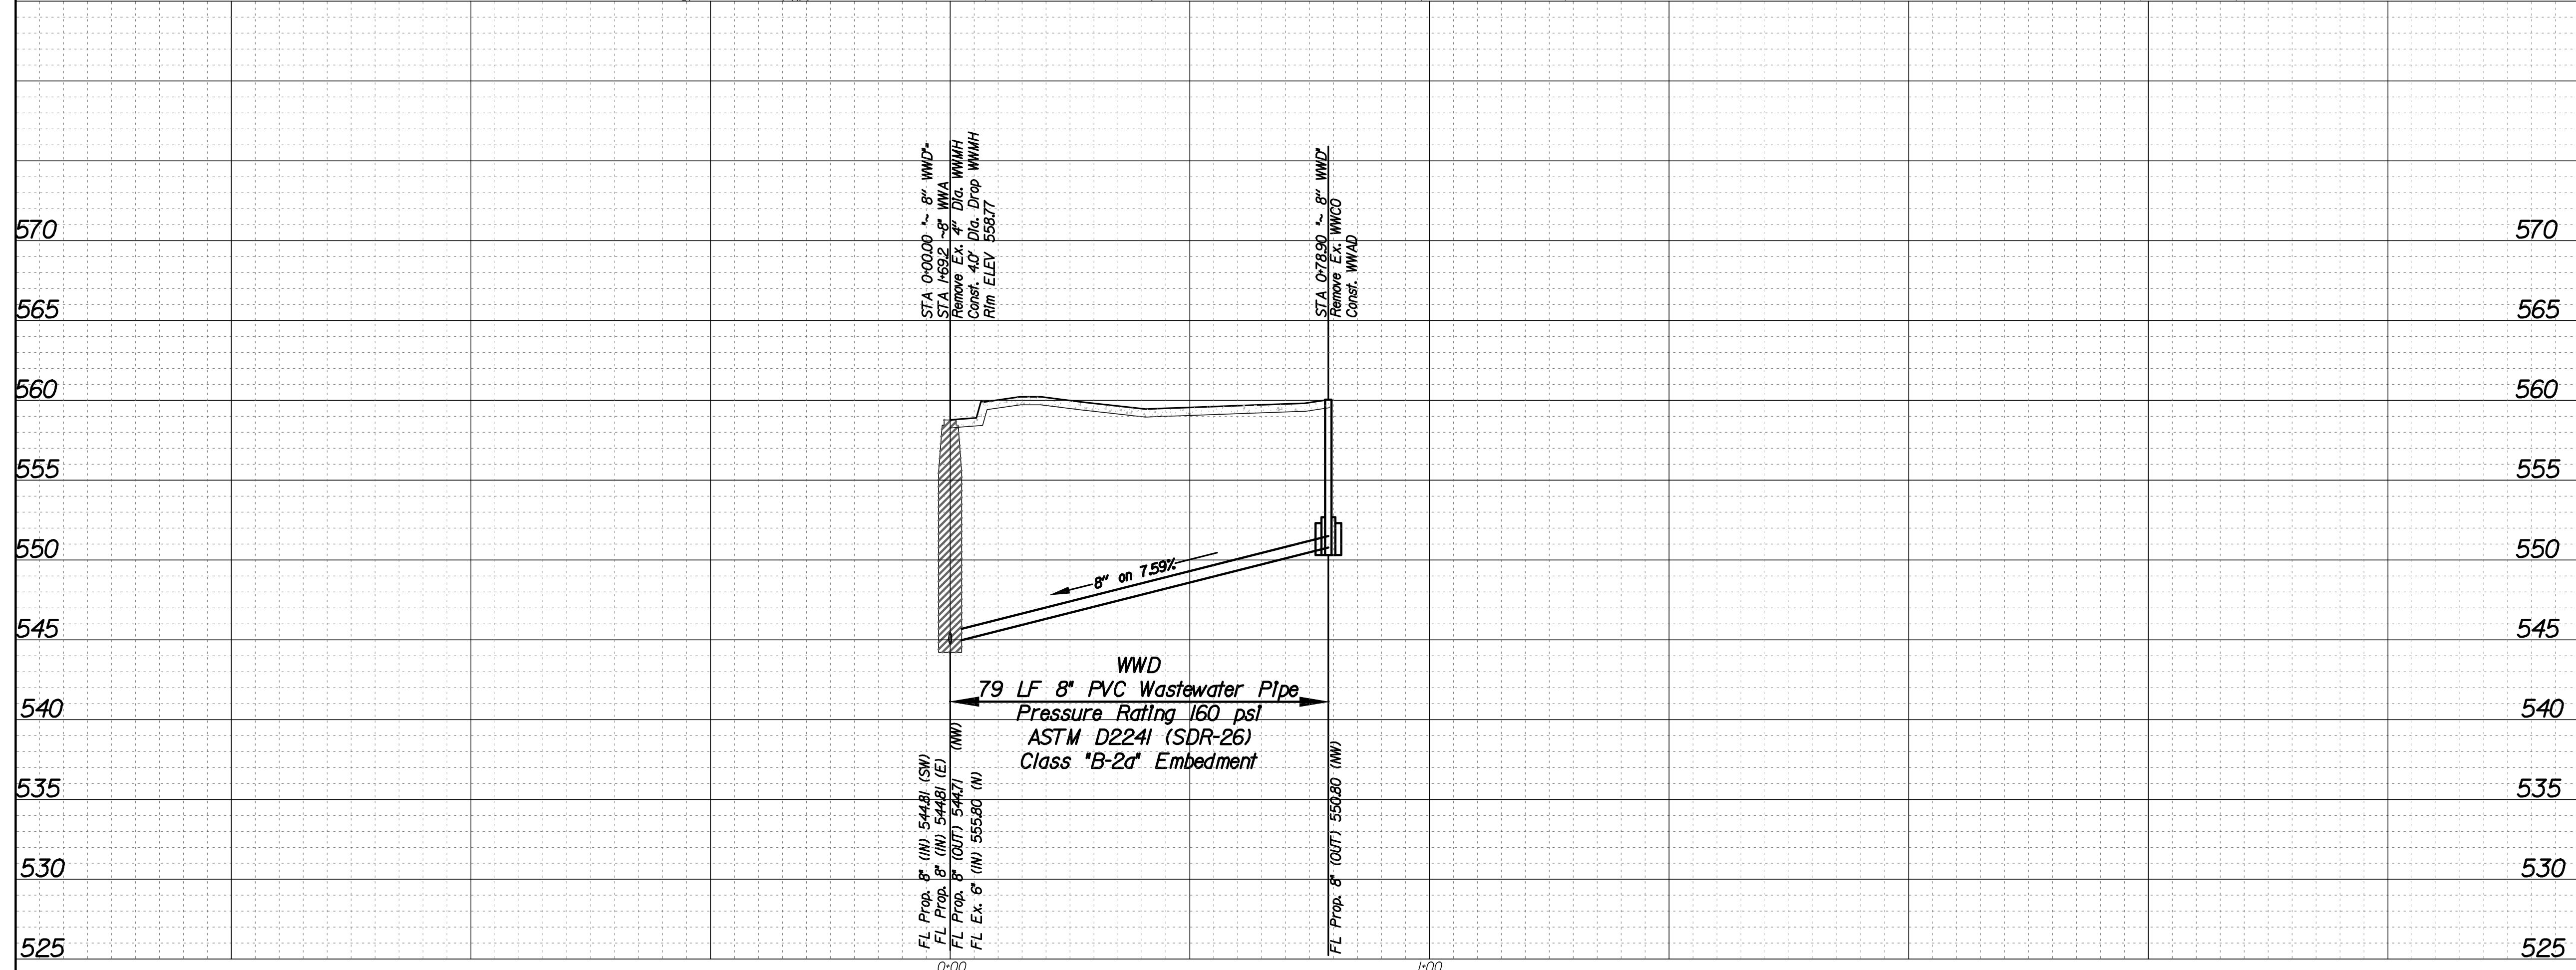 STA 0+00.00 ~ 8" WWD"=
STA 1+69.2 ~8" WWA
Remove Ex. 4" Dia. WWMH
Const. 4.0' Dia. Drop WWMH
Rim ELEV 558.77
STA 0+78.90 ~ 8" WWD"
Remove Ex. WWCO
Const. WWAD
570
570
565
565
560
560
555
555
550
550
8" on 7.59%
545
545
WWD
79 LF 8" PVC Wastewater Pipe
540
Pressure Rating 160 psi
540
ASTM D2241 (SDR-26)
Class "B-2a" Embedment
FL Prop. 8" (IN) 544.81 (SW)
FL Prop. 8" (IN) 544.81 (E)
FL Prop. 8" (OUT) 544.71 (NW)
FL Ex. 6" (IN) 555.80 (N)
FL Prop. 8" (OUT) 550.80 (NW)
535
535
530
530
525
525
0+00
1+00